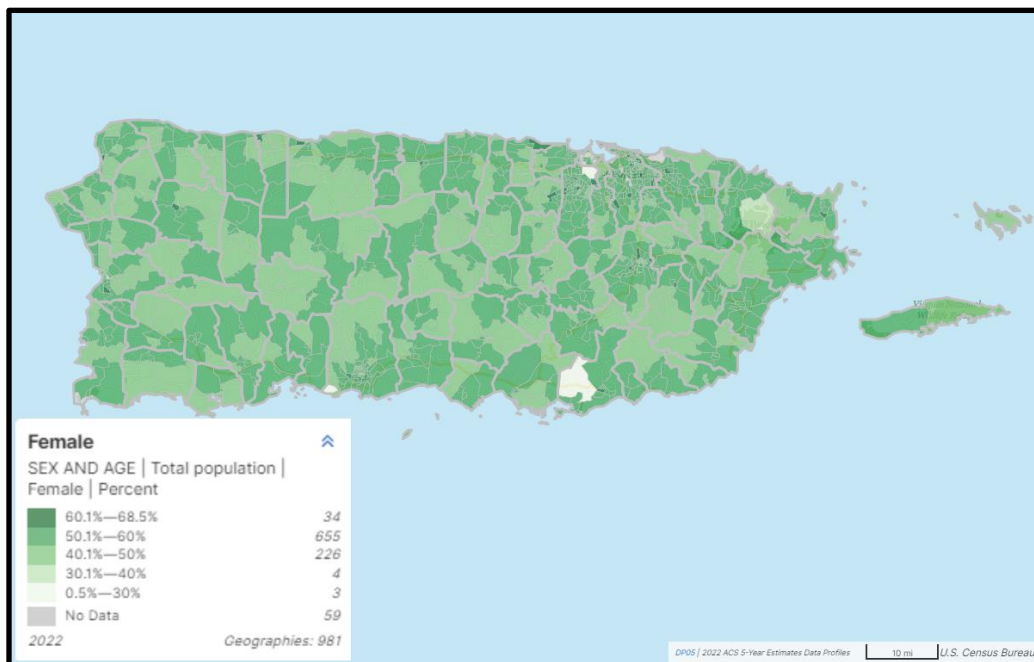 Female
SEX AND AGE | Total population |
Female | Percent
60.1%—68.5% 34
50.1%—60% 655
40.1%—50% 226
30.1%—40% 4
0.5%—30% 3
No Data 59
2022 Geographies: 981
DP05 | 2022 ACS 5-Year Estimates Data Profiles 10 mi U.S. Census Bureau